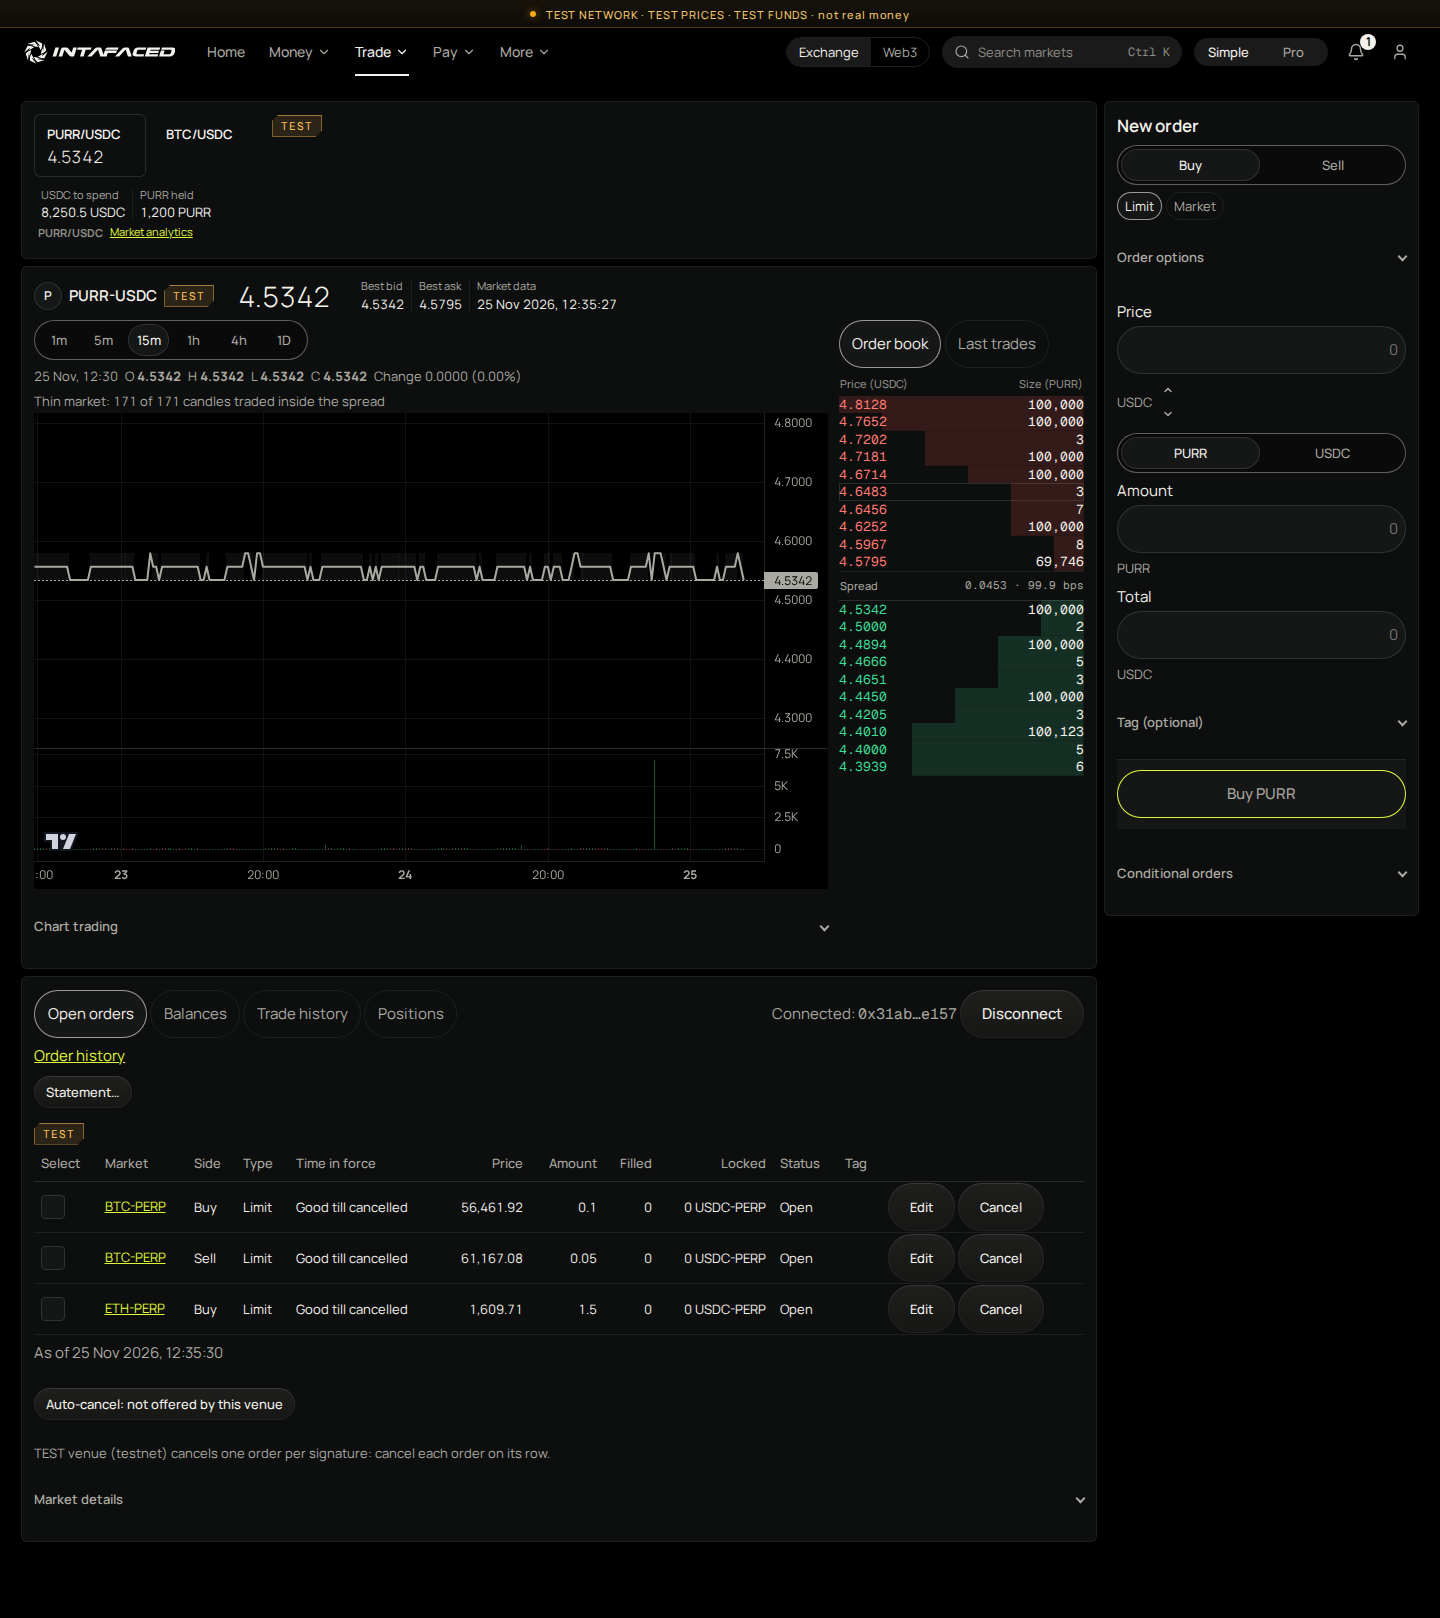 TEST NETWORK · TEST PRICES · TEST FUNDS · not real money
INTAFACED
Home
Money
Trade
Pay
More
Exchange
Web3
Search markets
Ctrl K
Simple
Pro
1
PURR/USDC
4.5342
BTC/USDC
TEST
USDC to spend
8,250.5 USDC
PURR held
1,200 PURR
PURR/USDC Market analytics
P PURR-USDC TEST
4.5342
Best bid
4.5342
Best ask
4.5795
Market data
25 Nov 2026, 12:35:27
1m 5m 15m 1h 4h 1D
25 Nov, 12:30 O 4.5342 H 4.5342 L 4.5342 C 4.5342 Change 0.0000 (0.00%)
Thin market: 171 of 171 candles traded inside the spread
4.8000
4.7000
4.6000
4.5342
4.5000
4.4000
4.3000
7.5K
5K
2.5K
0
:00 23 20:00 24 20:00 25
Chart trading
Order book
Last trades
Price (USDC) Size (PURR)
4.8128 100,000
4.7652 100,000
4.7202 3
4.7181 100,000
4.6714 100,000
4.6483 3
4.6456 7
4.6252 100,000
4.5967 8
4.5795 69,746
Spread 0.0453 · 99.9 bps
4.5342 100,000
4.5000 2
4.4894 100,000
4.4666 5
4.4651 3
4.4450 100,000
4.4205 3
4.4010 100,123
4.4000 5
4.3939 6
New order
Buy Sell
Limit Market
Order options
Price
0
USDC
PURR USDC
Amount
0
PURR
Total
0
USDC
Tag (optional)
Buy PURR
Conditional orders
Open orders
Balances
Trade history
Positions
Connected: 0x31ab…e157
Disconnect
Order history
Statement…
TEST
Select Market Side Type Time in force Price Amount Filled Locked Status Tag
BTC-PERP Buy Limit Good till cancelled 56,461.92 0.1 0 0 USDC-PERP Open Edit Cancel
BTC-PERP Sell Limit Good till cancelled 61,167.08 0.05 0 0 USDC-PERP Open Edit Cancel
ETH-PERP Buy Limit Good till cancelled 1,609.71 1.5 0 0 USDC-PERP Open Edit Cancel
As of 25 Nov 2026, 12:35:30
Auto-cancel: not offered by this venue
TEST venue (testnet) cancels one order per signature: cancel each order on its row.
Market details